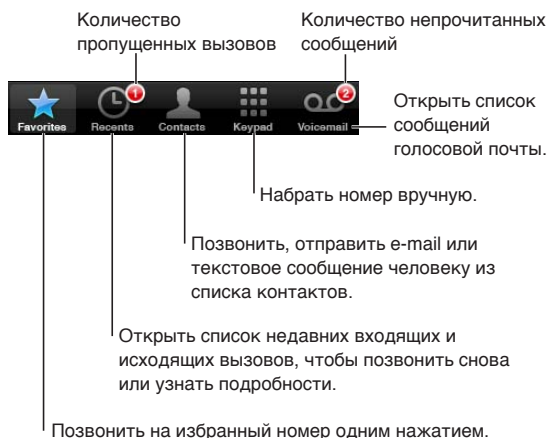 Количество
пропущенных вызовов
Количество непрочитанных
сообщений
1
2
Favorites
Recents
Contacts
Keypad
Voicemail
Открыть список
сообщений
голосовой почты.
Набрать номер вручную.
Позвонить, отправить e-mail или
текстовое сообщение человеку из
списка контактов.
Открыть список недавних входящих и
исходящих вызовов, чтобы позвонить снова
или узнать подробности.
Позвонить на избранный номер одним нажатием.